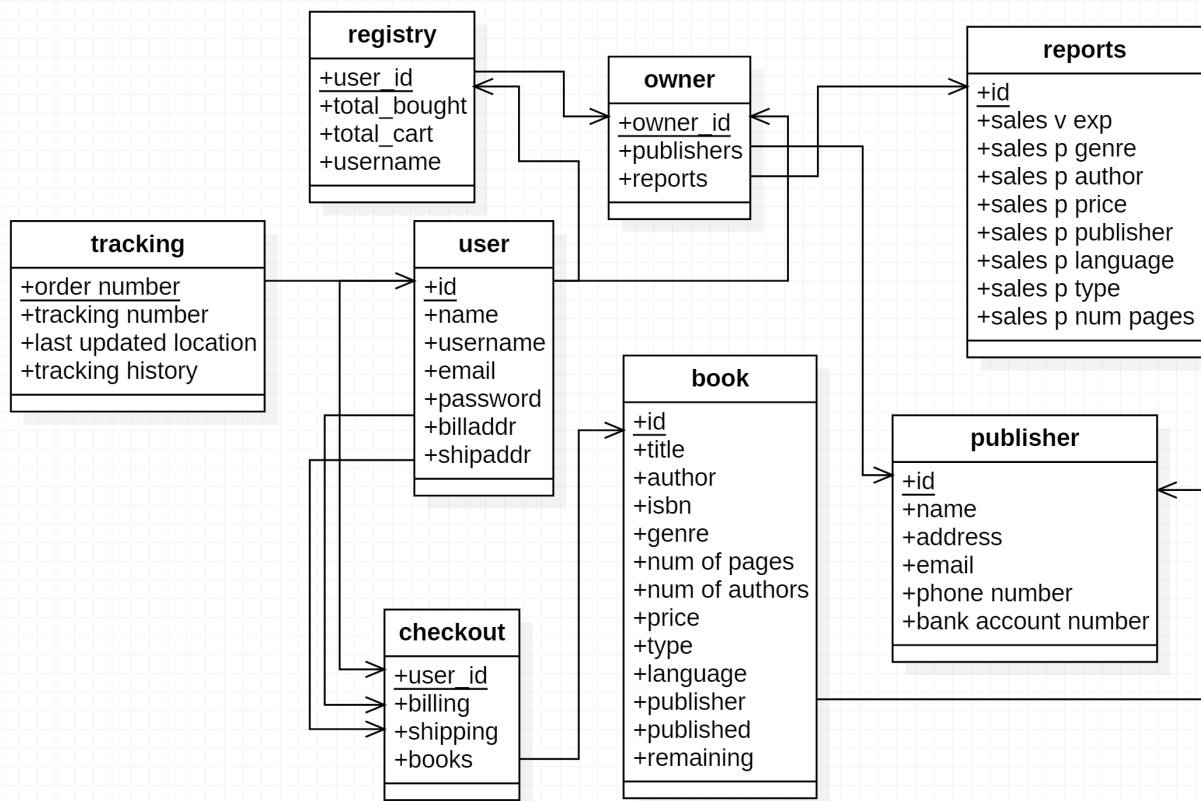 registry
+user_id
+total_bought
+total_cart
+username
owner
+owner_id
+publishers
+reports
reports
+id
+sales v exp
+sales p genre
+sales p author
+sales p price
+sales p publisher
+sales p language
+sales p type
+sales p num pages
tracking
+order number
+tracking number
+last updated location
+tracking history
user
+id
+name
+username
+email
+password
+billaddr
+shipaddr
book
+id
+title
+author
+isbn
+genre
+num of pages
+num of authors
+price
+type
+language
+publisher
+published
+remaining
publisher
+id
+name
+address
+email
+phone number
+bank account number
checkout
+user_id
+billing
+shipping
+books